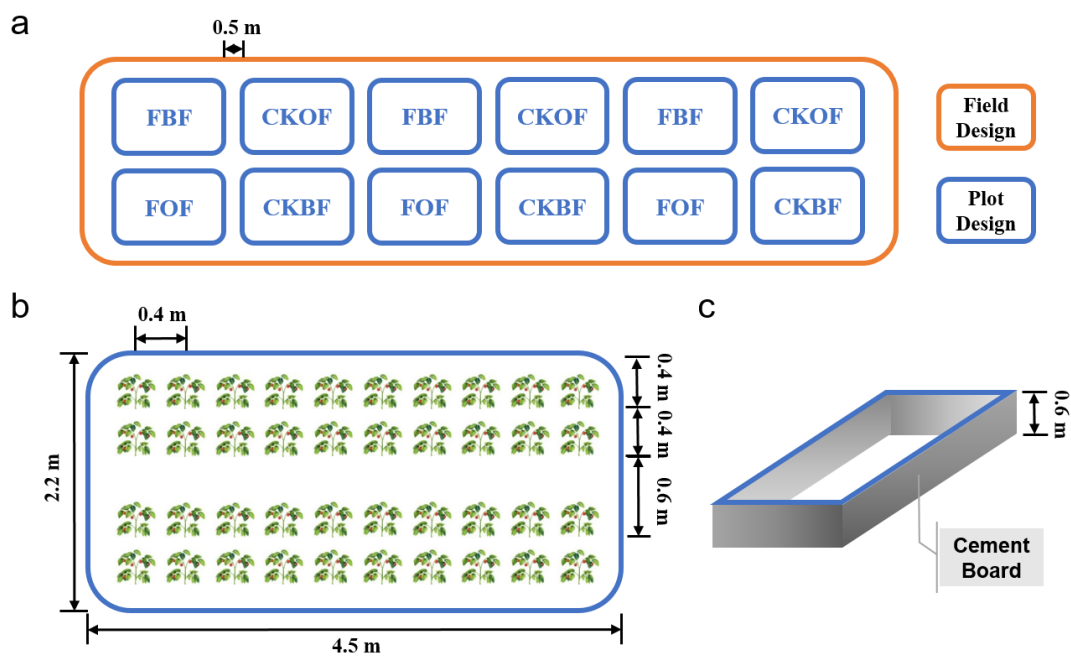 a
0.5 m
FBF CKOF FBF CKOF FBF CKOF
FOF CKBF FOF CKBF FOF CKBF
Field
Design
Plot
Design
b
0.4 m
2.2 m
0.4 m
0.4 m
0.6 m
4.5 m
c
0.6 m
Cement
Board